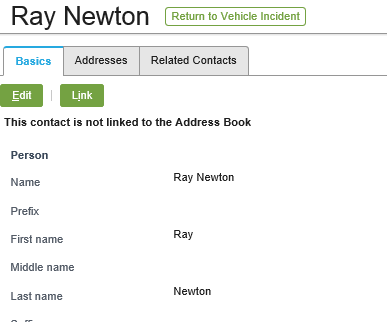 Ray Newton Return to Vehicle Incident
Basics Addresses Related Contacts
Edit Link
This contact is not linked to the Address Book
Person
Name Ray Newton
Prefix
First name Ray
Middle name
Last name Newton